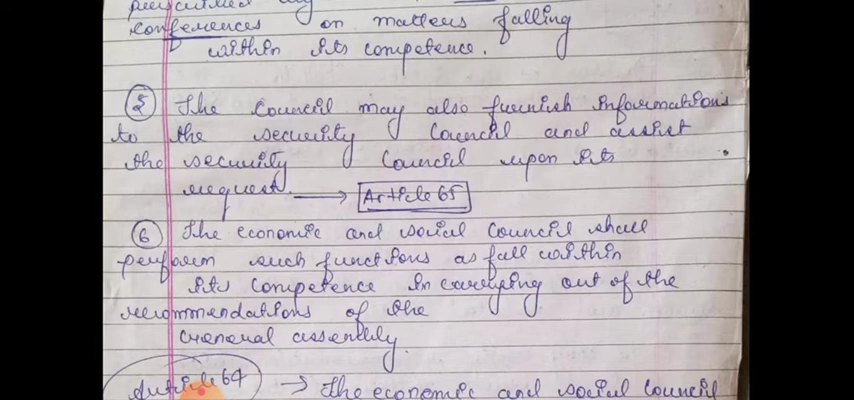 conferences on matters falling
within its competence.
⑤ The Council may also furnish informations
to the security Council and assist
the security Council upon its
request. → Article 65
⑥ The economic and social council shall
perform such functions as fall within
its competence in carrying out of the
recommendations of the
General assembly.
Article 64 → The economic and social council